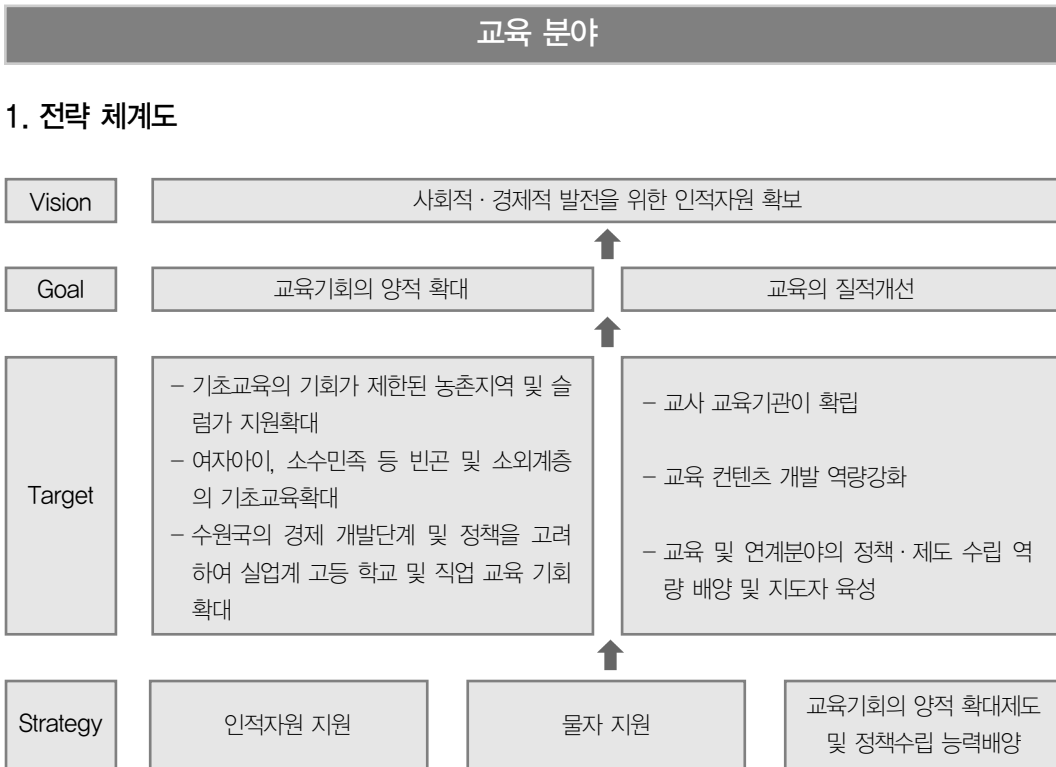 교육 분야
1. 전략 체계도
Vision
사회적·경제적 발전을 위한 인적자원 확보
Goal
교육기회의 양적 확대
교육의 질적개선
Target
– 기초교육의 기회가 제한된 농촌지역 및 슬
럼가 지원확대
– 여자아이, 소수민족 등 빈곤 및 소외계층
의 기초교육확대
– 수원국의 경제 개발단계 및 정책을 고려
하여 실업계 고등 학교 및 직업 교육 기회
확대
– 교사 교육기관이 확립
– 교육 컨텐츠 개발 역량강화
– 교육 및 연계분야의 정책·제도 수립 역
량 배양 및 지도자 육성
Strategy
인적자원 지원
물자 지원
교육기회의 양적 확대제도
및 정책수립 능력배양